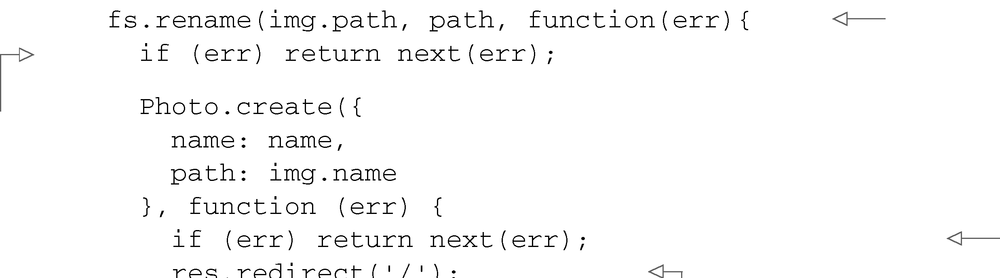 fs.rename(img.path, path, function(err){
if (err) return next(err);
Photo.create({
name: name,
path: img.name
}, function (err) {
if (err) return next(err);
res.redirect('/');